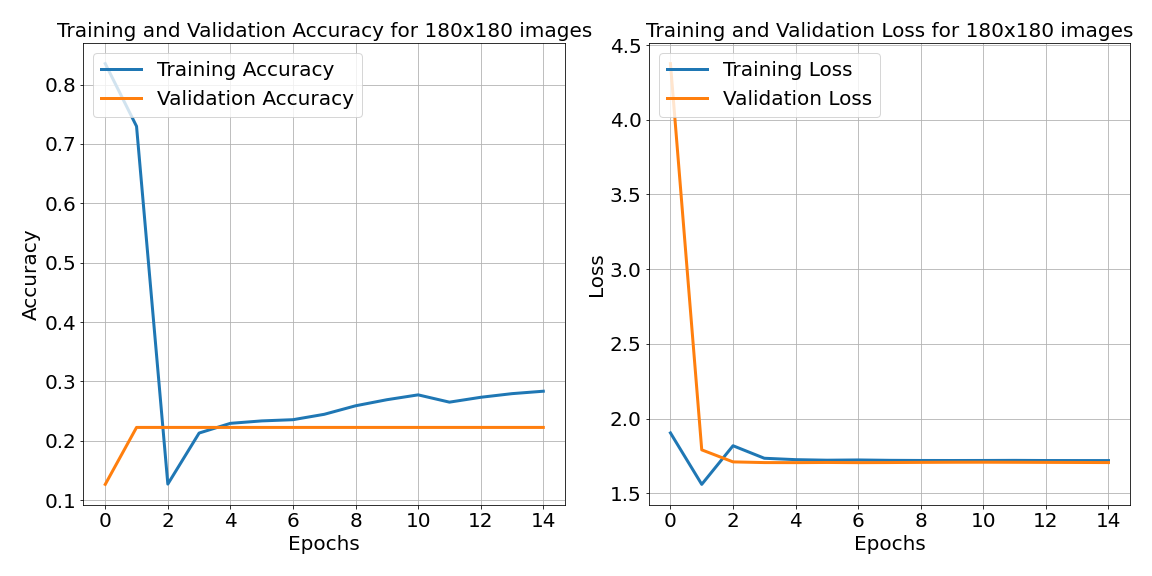 Training and Validation Accuracy for 180x180 images
Training Accuracy
Validation Accuracy
0.8
0.7
0.6
0.5
0.4
0.3
0.2
0.1
Accuracy
0 2 4 6 8 10 12 14
Epochs
Training and Validation Loss for 180x180 images
Training Loss
Validation Loss
4.5
4.0
3.5
3.0
2.5
2.0
1.5
Loss
0 2 4 6 8 10 12 14
Epochs